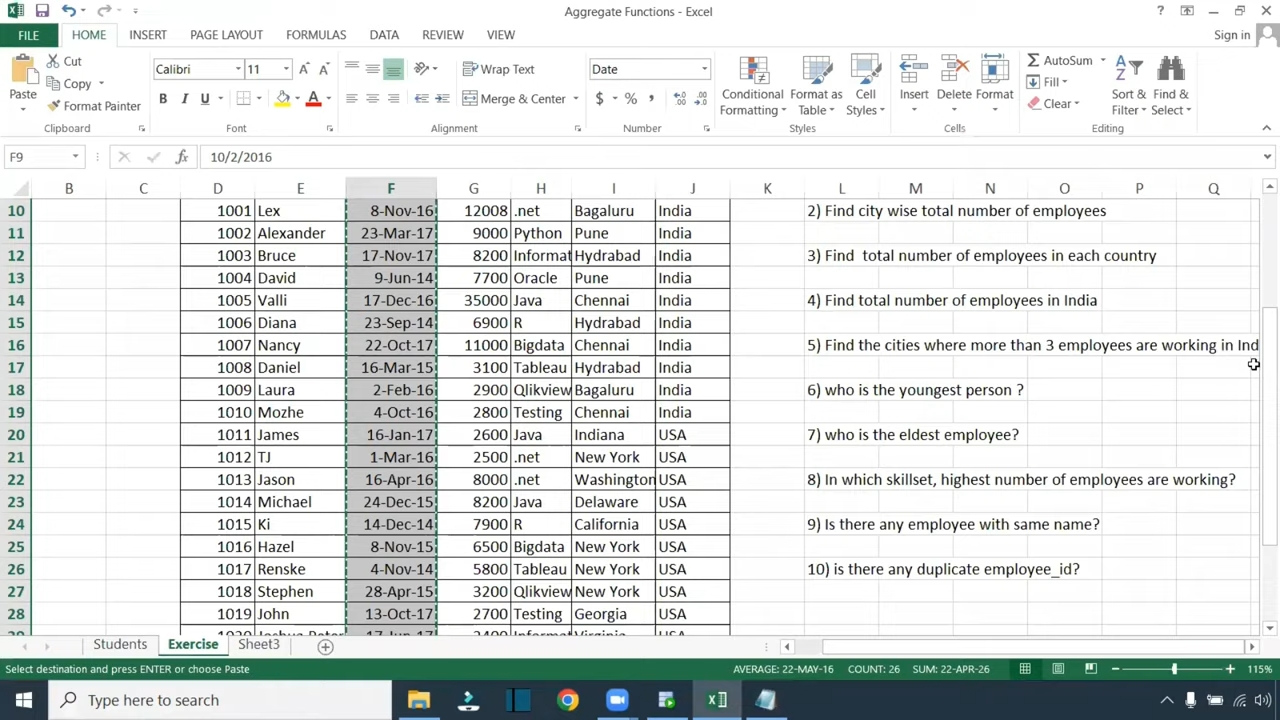 Aggregate Functions - Excel
?
FILE HOME INSERT PAGE LAYOUT FORMULAS DATA REVIEW VIEW Sign in
Paste Cut Copy Format Painter
Clipboard
Calibri 11 A A B I U A
Font
Wrap Text
Merge & Center
Alignment
Date
$ % ,
Number
Conditional Formatting Format as Table Cell Styles
Styles
Insert Delete Format
Cells
AutoSum Fill Clear Sort & Filter Find & Select
Editing
F9 fx 10/2/2016
B C D E F G H I J K L M N O P Q
10 1001 Lex 8-Nov-16 12008 .net Bagaluru India 2) Find city wise total number of employees
11 1002 Alexander 23-Mar-17 9000 Python Pune India
12 1003 Bruce 17-Nov-17 8200 Informat Hydrabad India 3) Find total number of employees in each country
13 1004 David 9-Jun-14 7700 Oracle Pune India
14 1005 Valli 17-Dec-16 35000 Java Chennai India 4) Find total number of employees in India
15 1006 Diana 23-Sep-14 6900 R Hydrabad India
16 1007 Nancy 22-Oct-17 11000 Bigdata Chennai India 5) Find the cities where more than 3 employees are working in Ind
17 1008 Daniel 16-Mar-15 3100 Tableau Hydrabad India
18 1009 Laura 2-Feb-16 2900 Qlikview Bagaluru India 6) who is the youngest person ?
19 1010 Mozhe 4-Oct-16 2800 Testing Chennai India
20 1011 James 16-Jan-17 2600 Java Indiana USA 7) who is the eldest employee?
21 1012 TJ 1-Mar-16 2500 .net New York USA
22 1013 Jason 16-Apr-16 8000 .net Washington USA 8) In which skillset, highest number of employees are working?
23 1014 Michael 24-Dec-15 8200 Java Delaware USA
24 1015 Ki 14-Dec-14 7900 R California USA 9) Is there any employee with same name?
25 1016 Hazel 8-Nov-15 6500 Bigdata New York USA
26 1017 Renske 4-Nov-14 5800 Tableau New York USA 10) is there any duplicate employee_id?
27 1018 Stephen 28-Apr-15 3200 Qlikview New York USA
28 1019 John 13-Oct-17 2700 Testing Georgia USA
Students Exercise Sheet3
Select destination and press ENTER or choose Paste AVERAGE: 22-MAY-16 COUNT: 26 SUM: 22-APR-26 115%
Type here to search